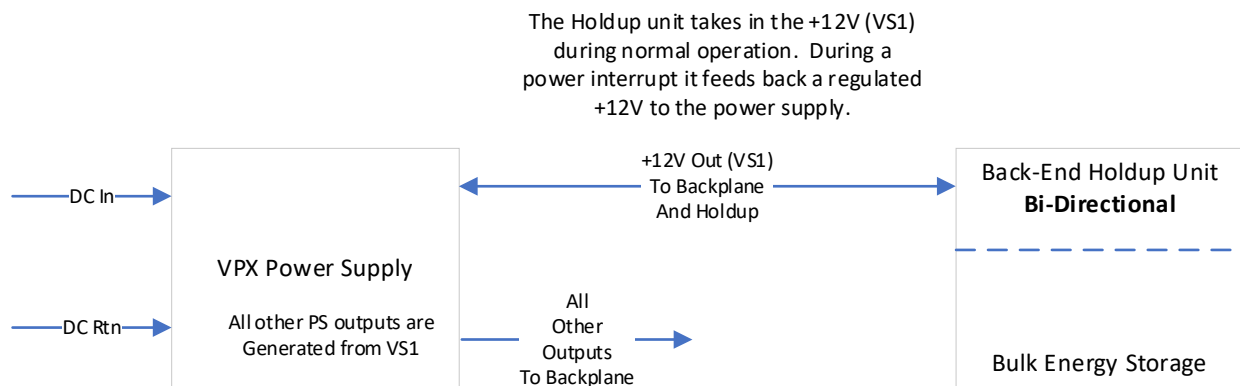 The Holdup unit takes in the +12V (VS1)
during normal operation.  During a
power interrupt it feeds back a regulated
+12V to the power supply.
DC In
DC Rtn
VPX Power Supply
All other PS outputs are
Generated from VS1
+12V Out (VS1)
To Backplane
And Holdup
All
Other
Outputs
To Backplane
Back-End Holdup Unit
Bi-Directional
Bulk Energy Storage